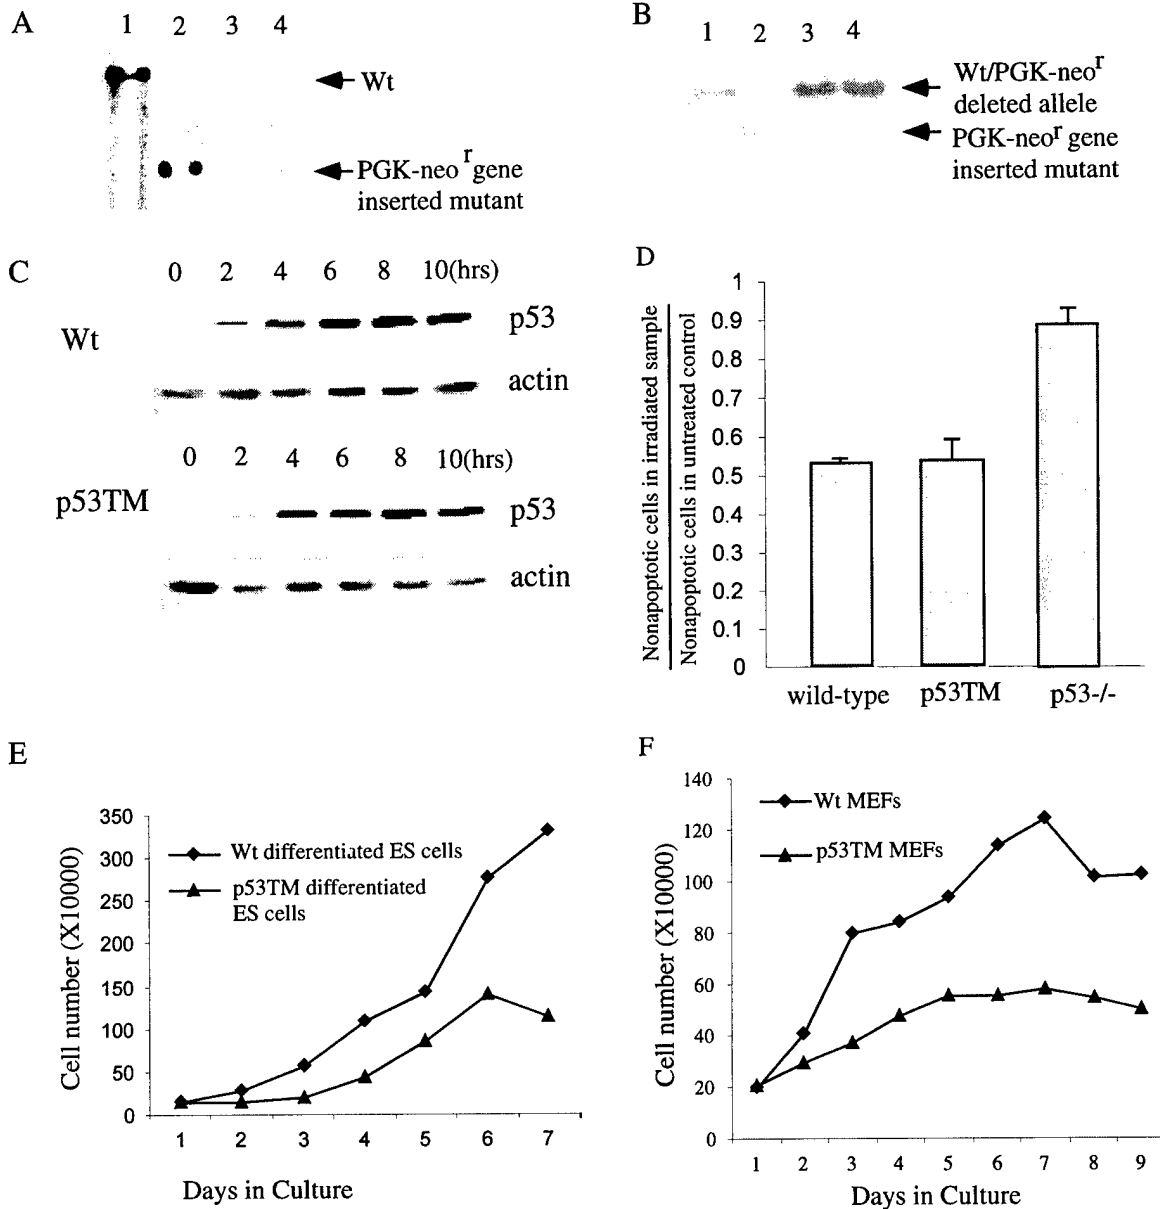 A
1 2 3 4
Wt
PGK-neo r gene
inserted mutant
B
1 2 3 4
Wt/PGK-neo r
deleted allele
PGK-neo r gene
inserted mutant
C
0 2 4 6 8 10(hrs)
Wt
p53
actin
0 2 4 6 8 10(hrs)
p53TM
p53
actin
D
Nonapoptotic cells in irradiated sample
Nonapoptotic cells in untreated control
1
0.9
0.8
0.7
0.6
0.5
0.4
0.3
0.2
0.1
0
wild-type p53TM p53-/-
E
Cell number (X10000)
350
300
250
200
150
100
50
0
Wt differentiated ES cells
p53TM differentiated
ES cells
1 2 3 4 5 6 7
Days in Culture
F
Cell number (X10000)
140
120
100
80
60
40
20
0
Wt MEFs
p53TM MEFs
1 2 3 4 5 6 7 8 9
Days in Culture